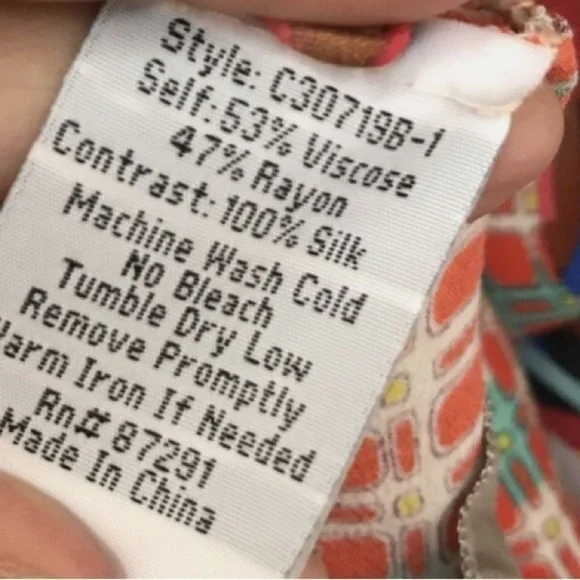 Style: C30719B-1
Self: 53% Viscose
47% Rayon
Contrast: 100% Silk
Machine Wash Cold
No Bleach
Tumble Dry Low
Remove Promptly
Warm Iron If Needed
Rn# 87291
Made In China